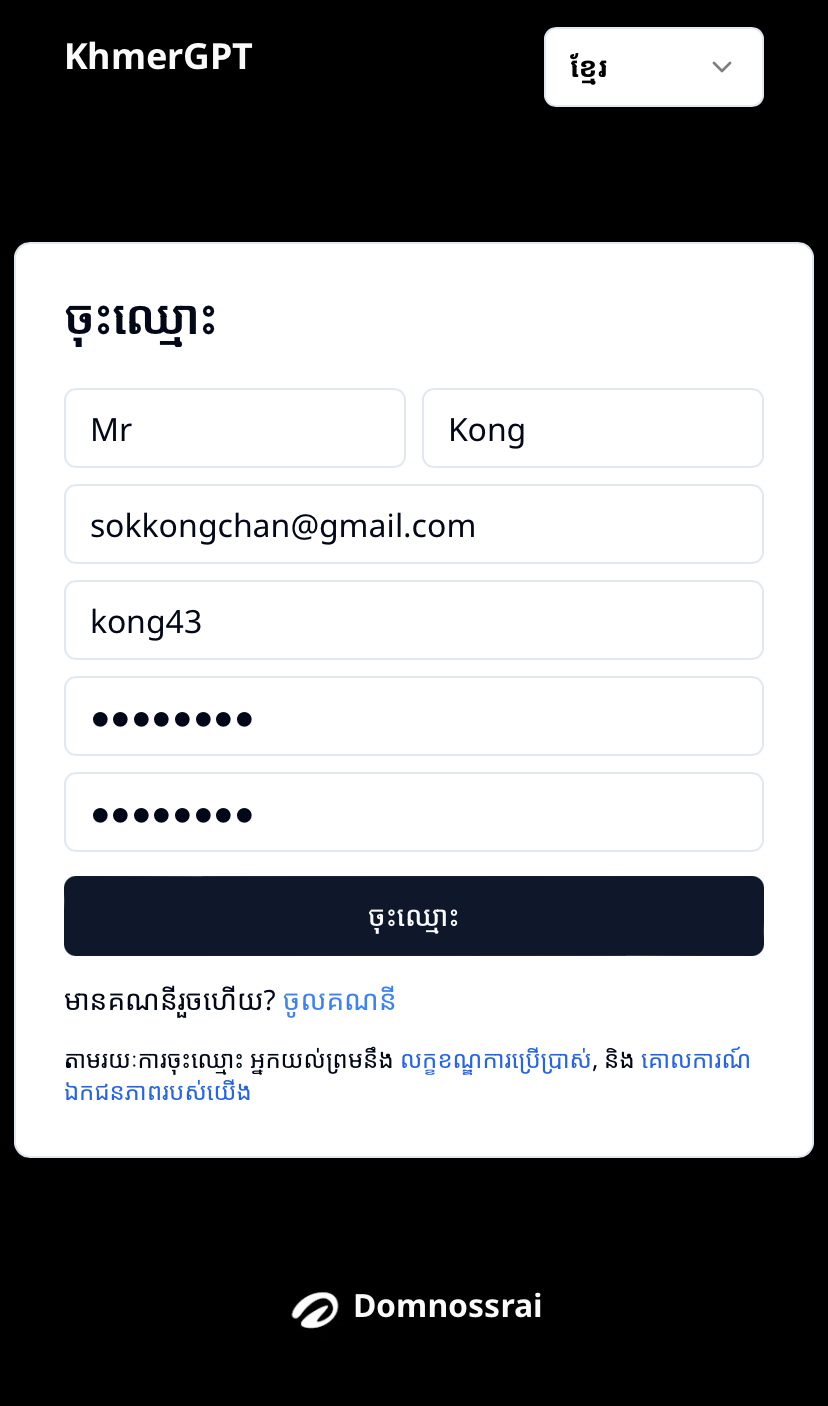 KhmerGPT
ខ្មែរ
ចុះឈ្មោះ
Mr
Kong
sokkongchan@gmail.com
kong43
●●●●●●●●
●●●●●●●●
ចុះឈ្មោះ
មានគណនីរួចហើយ? ចូលគណនី
តាមរយៈការចុះឈ្មោះ អ្នកយល់ព្រមនឹង លក្ខខណ្ឌការប្រើប្រាស់, និង គោលការណ៍
ឯកជនភាពរបស់យើង
Domnossrai